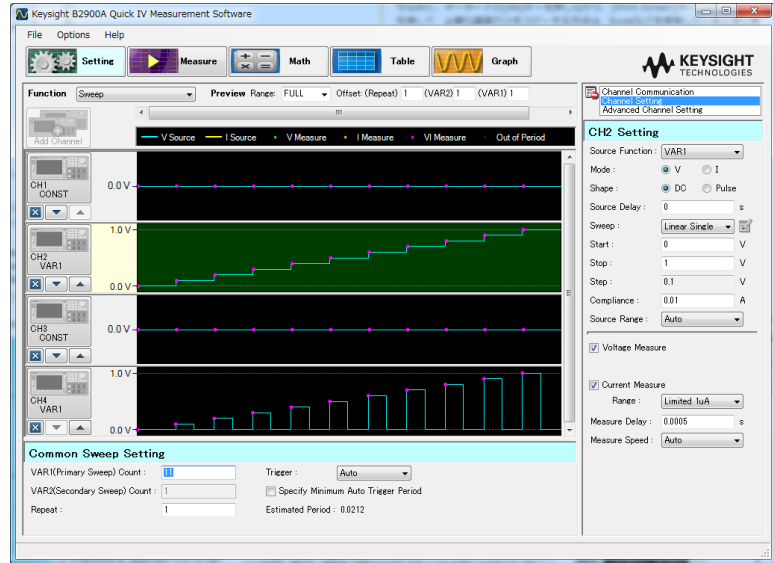 Keysight B2900A Quick IV Measurement Software
File Options Help
Setting Measure Math Table Graph
KEYSIGHT
TECHNOLOGIES
Function Sweep Preview Range: FULL Offset: (Repeat) 1 (VAR2) 1 (VAR1) 1
Add Channel
V Source I Source V Measure I Measure VI Measure Out of Period
CH1
CONST
0.0 V
1.0 V
CH2
VAR1
0.0 V
CH3
CONST
0.0 V
1.0 V
CH4
VAR1
0.0 V
Common Sweep Setting
VAR1(Primary Sweep) Count : 11 Trigger : Auto
VAR2(Secondary Sweep) Count : 1 Specify Minimum Auto Trigger Period
Repeat : 1 Estimated Period : 0.0212
Channel Communication
Channel Setting
Advanced Channel Setting
CH2 Setting
Source Function : VAR1
Mode : V I
Shape : DC Pulse
Source Delay : 0 s
Sweep : Linear Single
Start : 0 V
Stop : 1 V
Step : 0.1 V
Compliance : 0.01 A
Source Range : Auto
Voltage Measure
Current Measure
Range : Limited 1uA
Measure Delay : 0.0005 s
Measure Speed : Auto